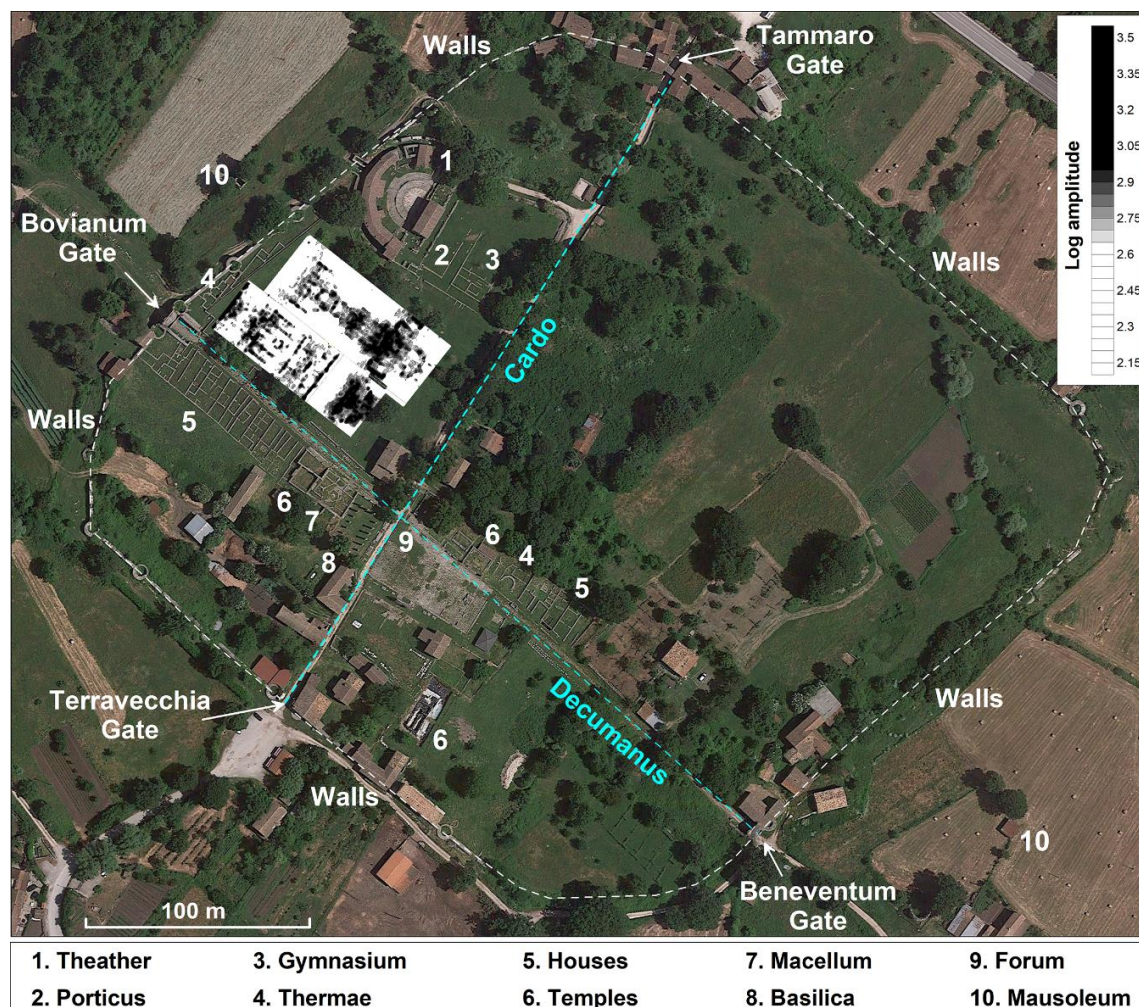 Walls
Tammaro
Gate
3.5
3.35
3.2
3.05
2.9
2.75
2.6
2.45
2.3
2.15
Log amplitude
1
10
Bovianum
Gate
2
3
4
Walls
Cardo
Walls
5
6
7
9
6
4
5
8
Terravecchia
Gate
6
Decumanus
Walls
Walls
10
Beneventum
Gate
100 m
1. Theather
3. Gymnasium
5. Houses
7. Macellum
9. Forum
2. Porticus
4. Thermae
6. Temples
8. Basilica
10. Mausoleum